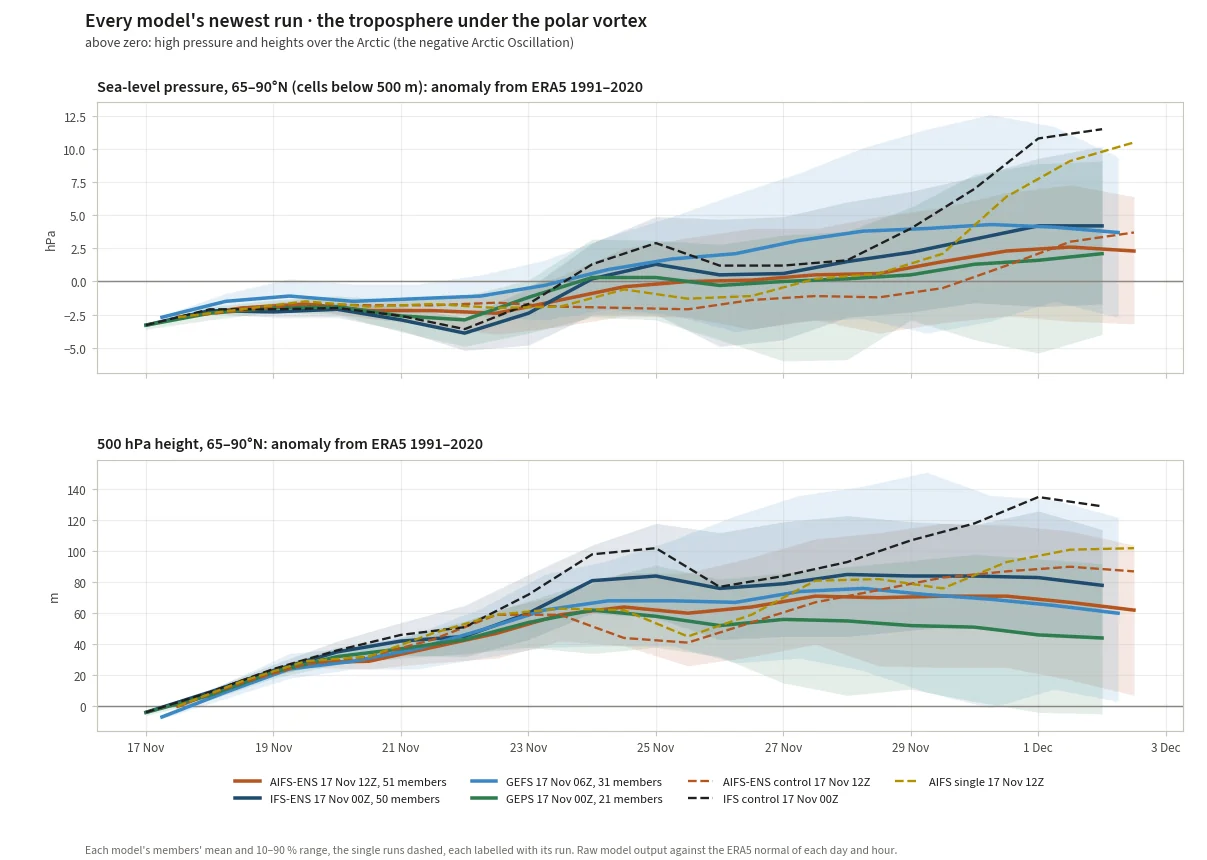 Every model's newest run · the troposphere under the polar vortex
above zero: high pressure and heights over the Arctic (the negative Arctic Oscillation)
Sea-level pressure, 65–90°N (cells below 500 m): anomaly from ERA5 1991–2020
12.5
10.0
7.5
5.0
2.5
0.0
−2.5
−5.0
hPa
500 hPa height, 65–90°N: anomaly from ERA5 1991–2020
140
120
100
80
60
40
20
0
m
17 Nov 19 Nov 21 Nov 23 Nov 25 Nov 27 Nov 29 Nov 1 Dec 3 Dec
AIFS-ENS 17 Nov 12Z, 51 members GEFS 17 Nov 06Z, 31 members AIFS-ENS control 17 Nov 12Z AIFS single 17 Nov 12Z
IFS-ENS 17 Nov 00Z, 50 members GEPS 17 Nov 00Z, 21 members IFS control 17 Nov 00Z
Each model's members' mean and 10–90 % range, the single runs dashed, each labelled with its run. Raw model output against the ERA5 normal of each day and hour.